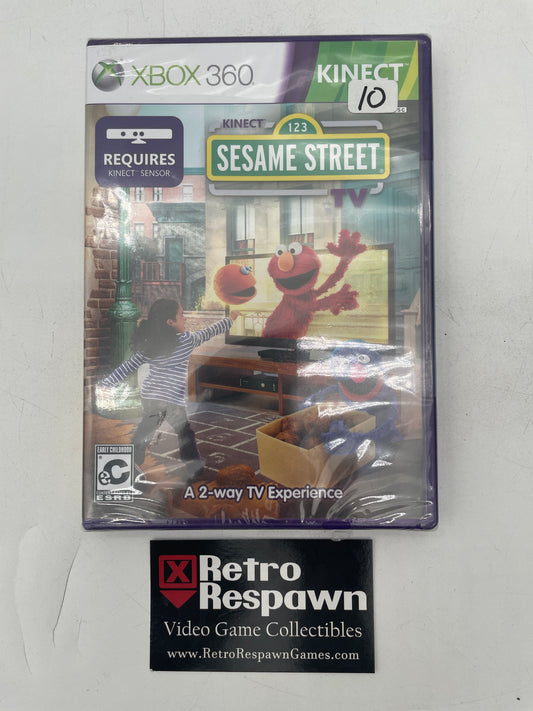 XBOX 360
KINECT
10
REQUIRES
KINECT SENSOR
KINECT
123
SESAME STREET
TV
EARLY CHILDHOOD
eC
ESRB
A 2-way TV Experience
Retro
Respawn
Video Game Collectibles
www.RetroRespawnGames.com